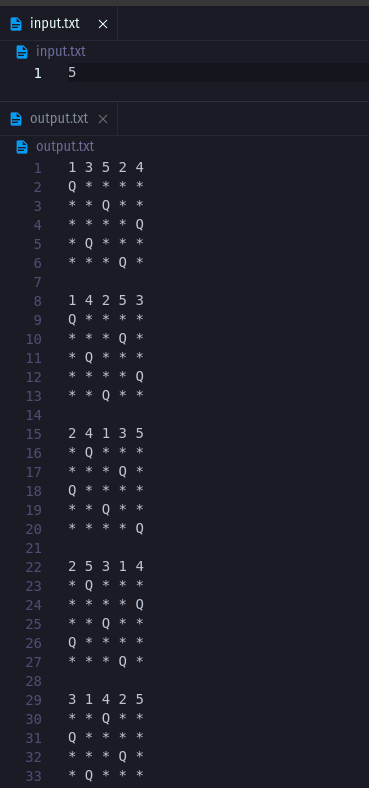 input.txt ×
input.txt
1 5
output.txt ×
output.txt
1 1 3 5 2 4
2 Q * * * *
3 * * Q * *
4 * * * * Q
5 * Q * * *
6 * * * Q *
7
8 1 4 2 5 3
9 Q * * * *
10 * * * Q *
11 * Q * * *
12 * * * * Q
13 * * Q * *
14
15 2 4 1 3 5
16 * Q * * *
17 * * * Q *
18 Q * * * *
19 * * Q * *
20 * * * * Q
21
22 2 5 3 1 4
23 * Q * * *
24 * * * * Q
25 * * Q * *
26 Q * * * *
27 * * * Q *
28
29 3 1 4 2 5
30 * * Q * *
31 Q * * * *
32 * * * Q *
33 * Q * * *